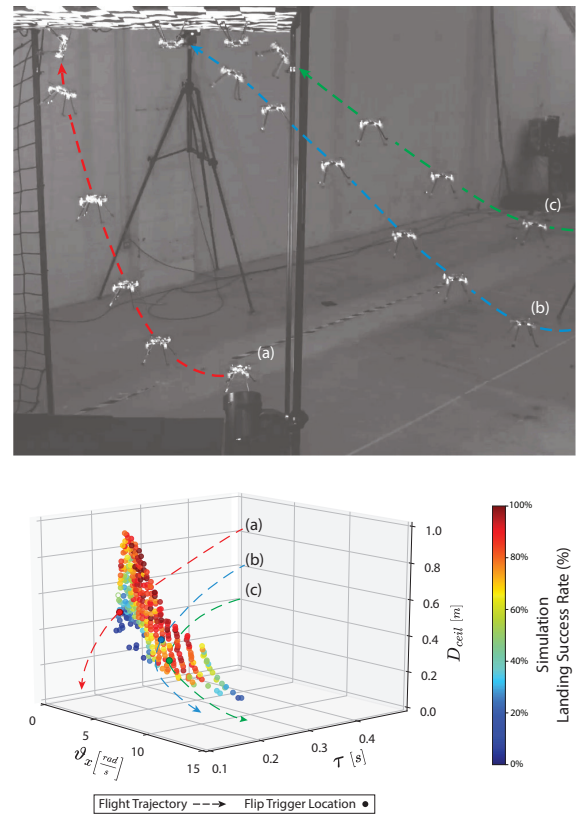 (c)
(b)
(a)
(a)
(b)
(c)
1.0
0.8
0.6
0.4
0.2
0.0
D_ceil [m]
0
5
10
15
ϑ_x [rad/s]
0.1
0.2
0.3
0.4
τ [s]
100%
80%
60%
40%
20%
0%
Simulation
Landing Success Rate (%)
Flight Trajectory Flip Trigger Location